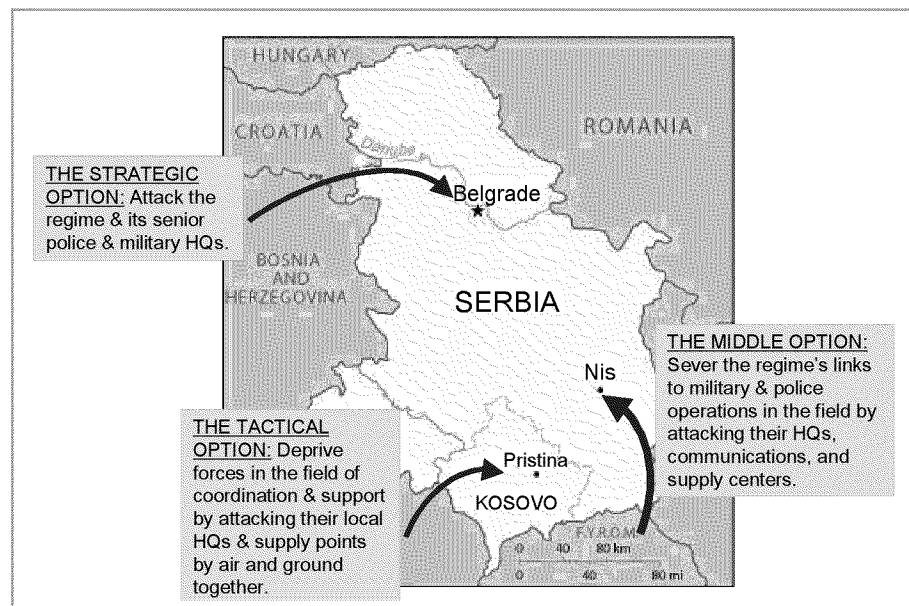 HUNGARY
CROATIA
ROMANIA
Danube
THE STRATEGIC
OPTION: Attack the
regime & its senior
police & military HQs.
Belgrade
BOSNIA
AND
HERZEGOVINA
SERBIA
THE MIDDLE OPTION:
Sever the regime's links
to military & police
operations in the field by
attacking their HQs,
communications, and
supply centers.
Nis
THE TACTICAL
OPTION: Deprive
forces in the field of
coordination & support
by attacking their local
HQs & supply points
by air and ground
together.
Pristina
KOSOVO
F.Y.R.O.M.
0 40 80 km
0 40 80 mi